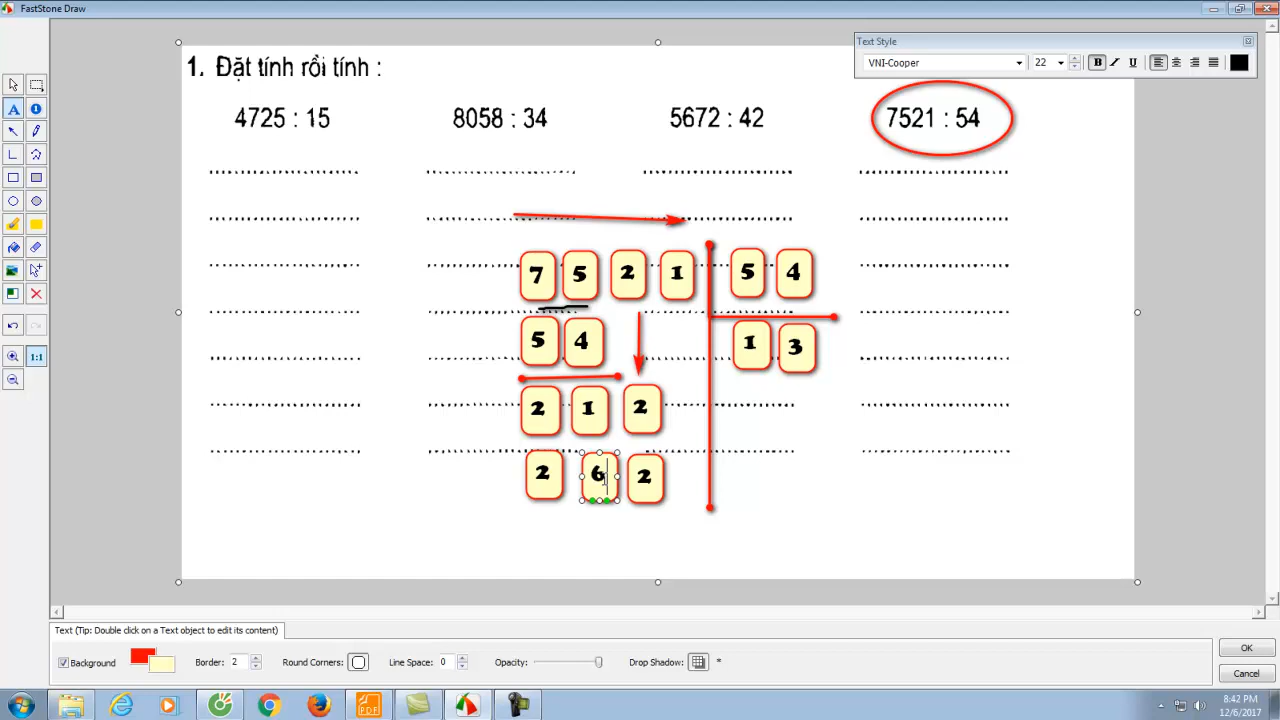 FastStone Draw
Text Style
VNI-Cooper 22 B I U
1. Đặt tính rồi tính :
4725 : 15 8058 : 34 5672 : 42 7521 : 54
7 5 2 1 5 4
5 4 1 3
2 1 2
2 6 2
1:1
Text (Tip: Double click on a Text object to edit its content)
Background Border: 2 Round Corners: Line Space: 0 Opacity: Drop Shadow: *
OK
Cancel
PDF
8:42 PM
12/6/2017